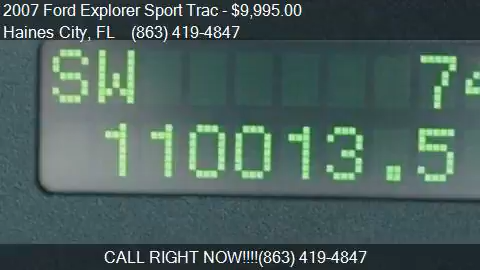 2007 Ford Explorer Sport Trac - $9,995.00
Haines City, FL (863) 419-4847
SW 74
110013.5
CALL RIGHT NOW!!!!(863) 419-4847